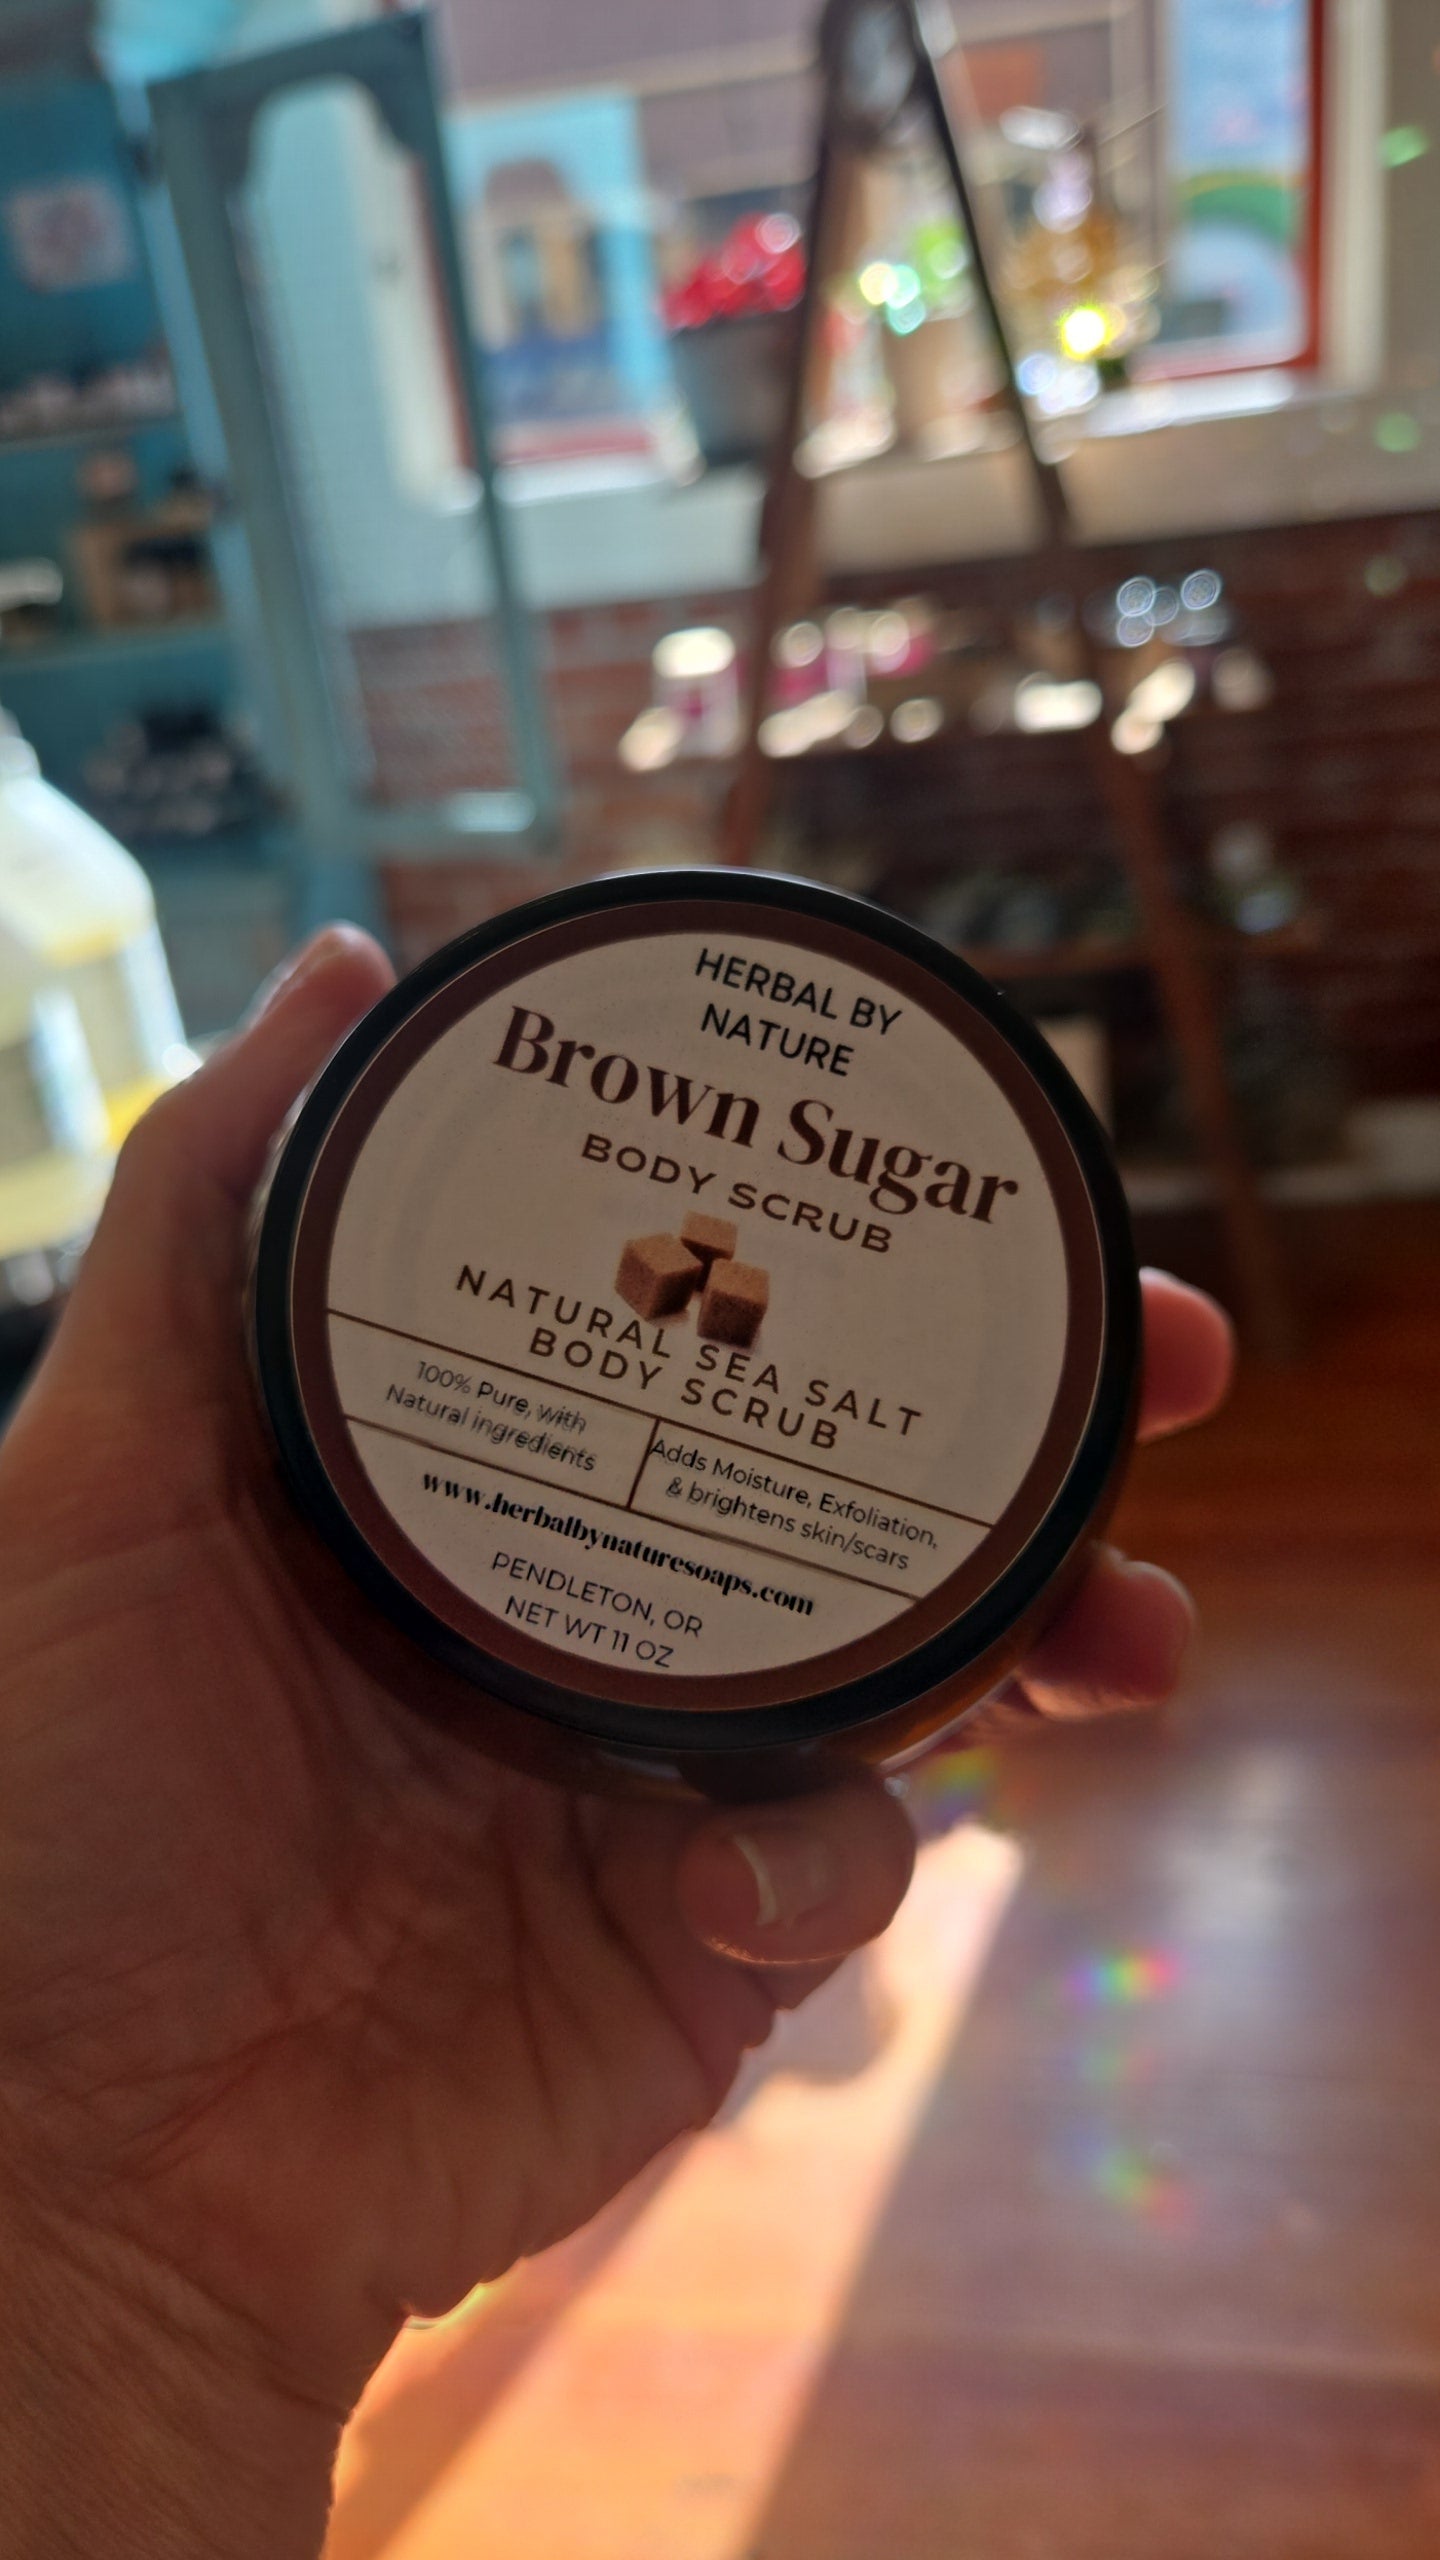 HERBAL BY
NATURE
Brown Sugar
BODY SCRUB
NATURAL SEA SALT
BODY SCRUB
100% Pure, with
Natural ingredients
Adds Moisture, Exfoliation,
& brightens skin/scars
www.herbalbynaturesoaps.com
PENDLETON, OR
NET WT 11 OZ